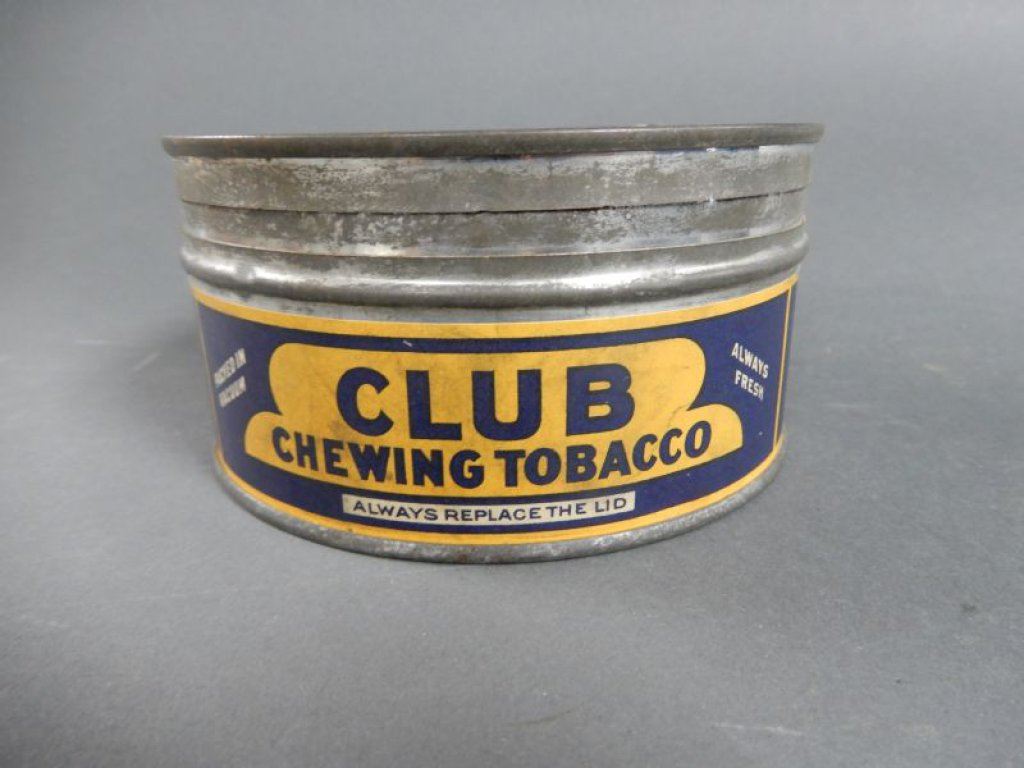 PACKED IN
VACUUM
CLUB
CHEWING TOBACCO
ALWAYS REPLACE THE LID
ALWAYS
FRESH